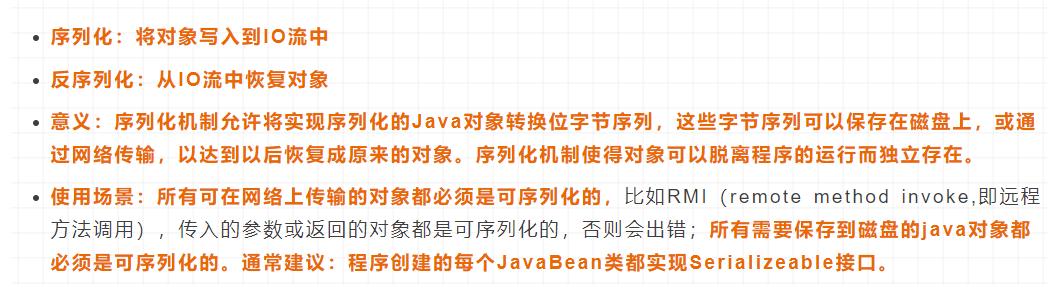 序列化：将对象写入到IO流中
反序列化：从IO流中恢复对象
意义：序列化机制允许将实现序列化的Java对象转换位字节序列，这些字节序列可以保存在磁盘上，或通
过网络传输，以达到以后恢复成原来的对象。序列化机制使得对象可以脱离程序的运行而独立存在。
使用场景：所有可在网络上传输的对象都必须是可序列化的，比如RMI（remote method invoke,即远程
方法调用），传入的参数或返回的对象都是可序列化的，否则会出错；所有需要保存到磁盘的java对象都
必须是可序列化的。通常建议：程序创建的每个JavaBean类都实现Serializeable接口。